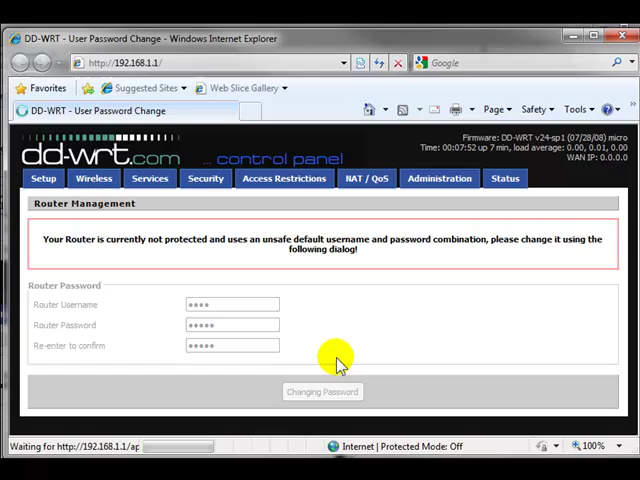 DD-WRT - User Password Change - Windows Internet Explorer
http://192.168.1.1/
Google
Favorites
Suggested Sites
Web Slice Gallery
DD-WRT - User Password Change
Page
Safety
Tools
Firmware: DD-WRT v24-sp1 (07/28/08) micro
Time: 00:07:52 up 7 min, load average: 0.00, 0.01, 0.00
WAN IP: 0.0.0.0
dd-wrt.com ... control panel
Setup
Wireless
Services
Security
Access Restrictions
NAT / QoS
Administration
Status
Router Management
Your Router is currently not protected and uses an unsafe default username and password combination, please change it using the
following dialog!
Router Password
Router Username
Router Password
Re-enter to confirm
Changing Password
Waiting for http://192.168.1.1/ap
Internet | Protected Mode: Off
100%